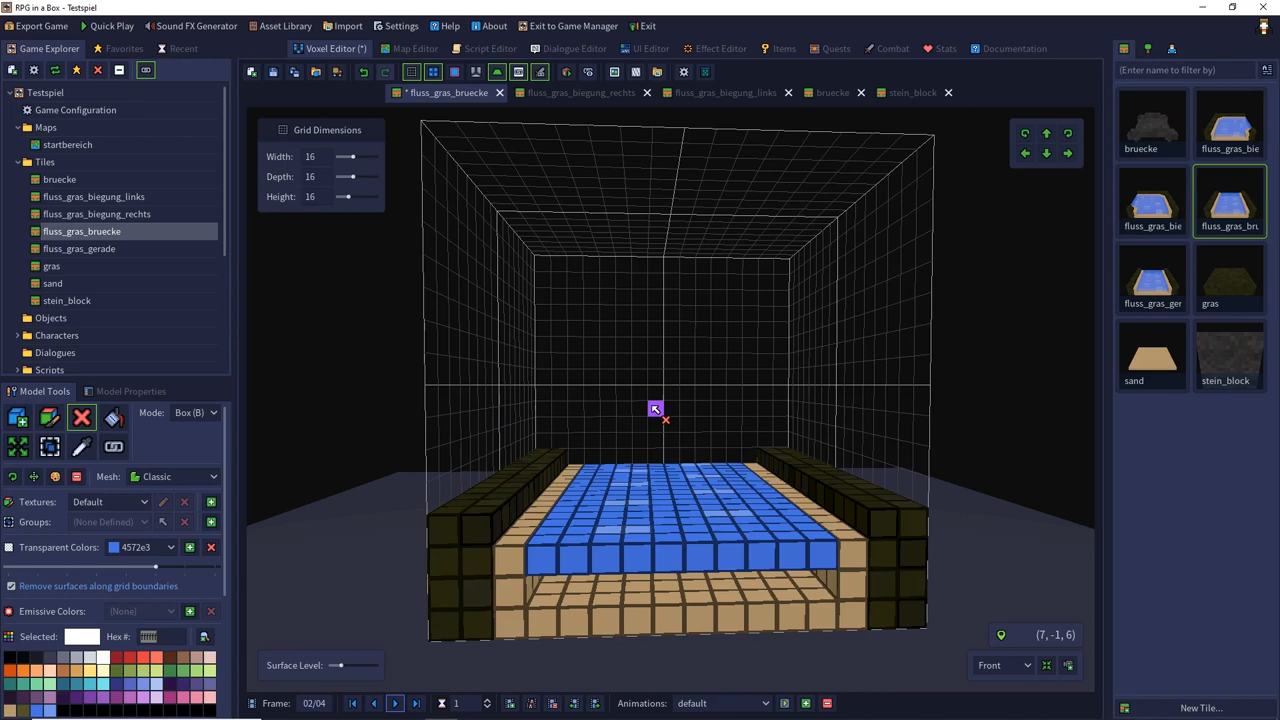 RPG in a Box - Testspiel
Export Game Quick Play Sound FX Generator Asset Library Import Settings Help About Exit to Game Manager Exit
Game Explorer Favorites Recent
Voxel Editor (*) Map Editor Script Editor Dialogue Editor UI Editor Effect Editor Items Quests Combat Stats Documentation
(Enter name to filter by)
* fluss_gras_bruecke fluss_gras_biegung_rechts fluss_gras_biegung_links bruecke stein_block
Testspiel
Game Configuration
Maps
startbereich
Tiles
bruecke
fluss_gras_biegung_links
fluss_gras_biegung_rechts
fluss_gras_bruecke
fluss_gras_gerade
gras
sand
stein_block
Objects
Characters
Dialogues
Scripts
Grid Dimensions
Width: 16
Depth: 16
Height: 16
bruecke fluss_gras_bie
fluss_gras_bie fluss_gras_bru
fluss_gras_ger gras
sand stein_block
Model Tools Model Properties
Mode: Box (B)
Mesh: Classic
Textures: Default
Groups: (None Defined)
Transparent Colors: 4572e3
Remove surfaces along grid boundaries
Emissive Colors: (None)
Selected: Hex #:
(7, -1, 6)
Surface Level:
Front
Frame: 02/04 1 Animations: default
New Tile...